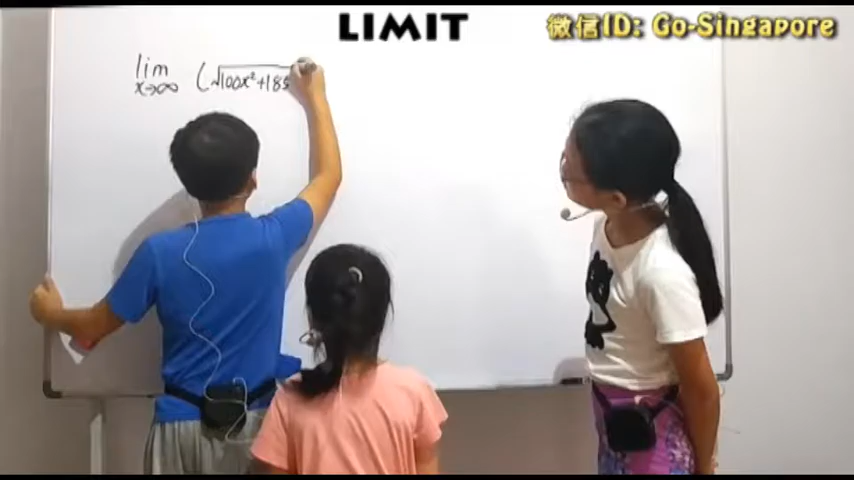 LIMIT
微信ID: Go-Singapore
lim (√100x²+185
x→∞